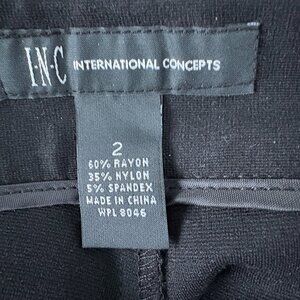 I·N·C INTERNATIONAL CONCEPTS
2
60% RAYON
35% NYLON
5% SPANDEX
MADE IN CHINA
WPL 8046